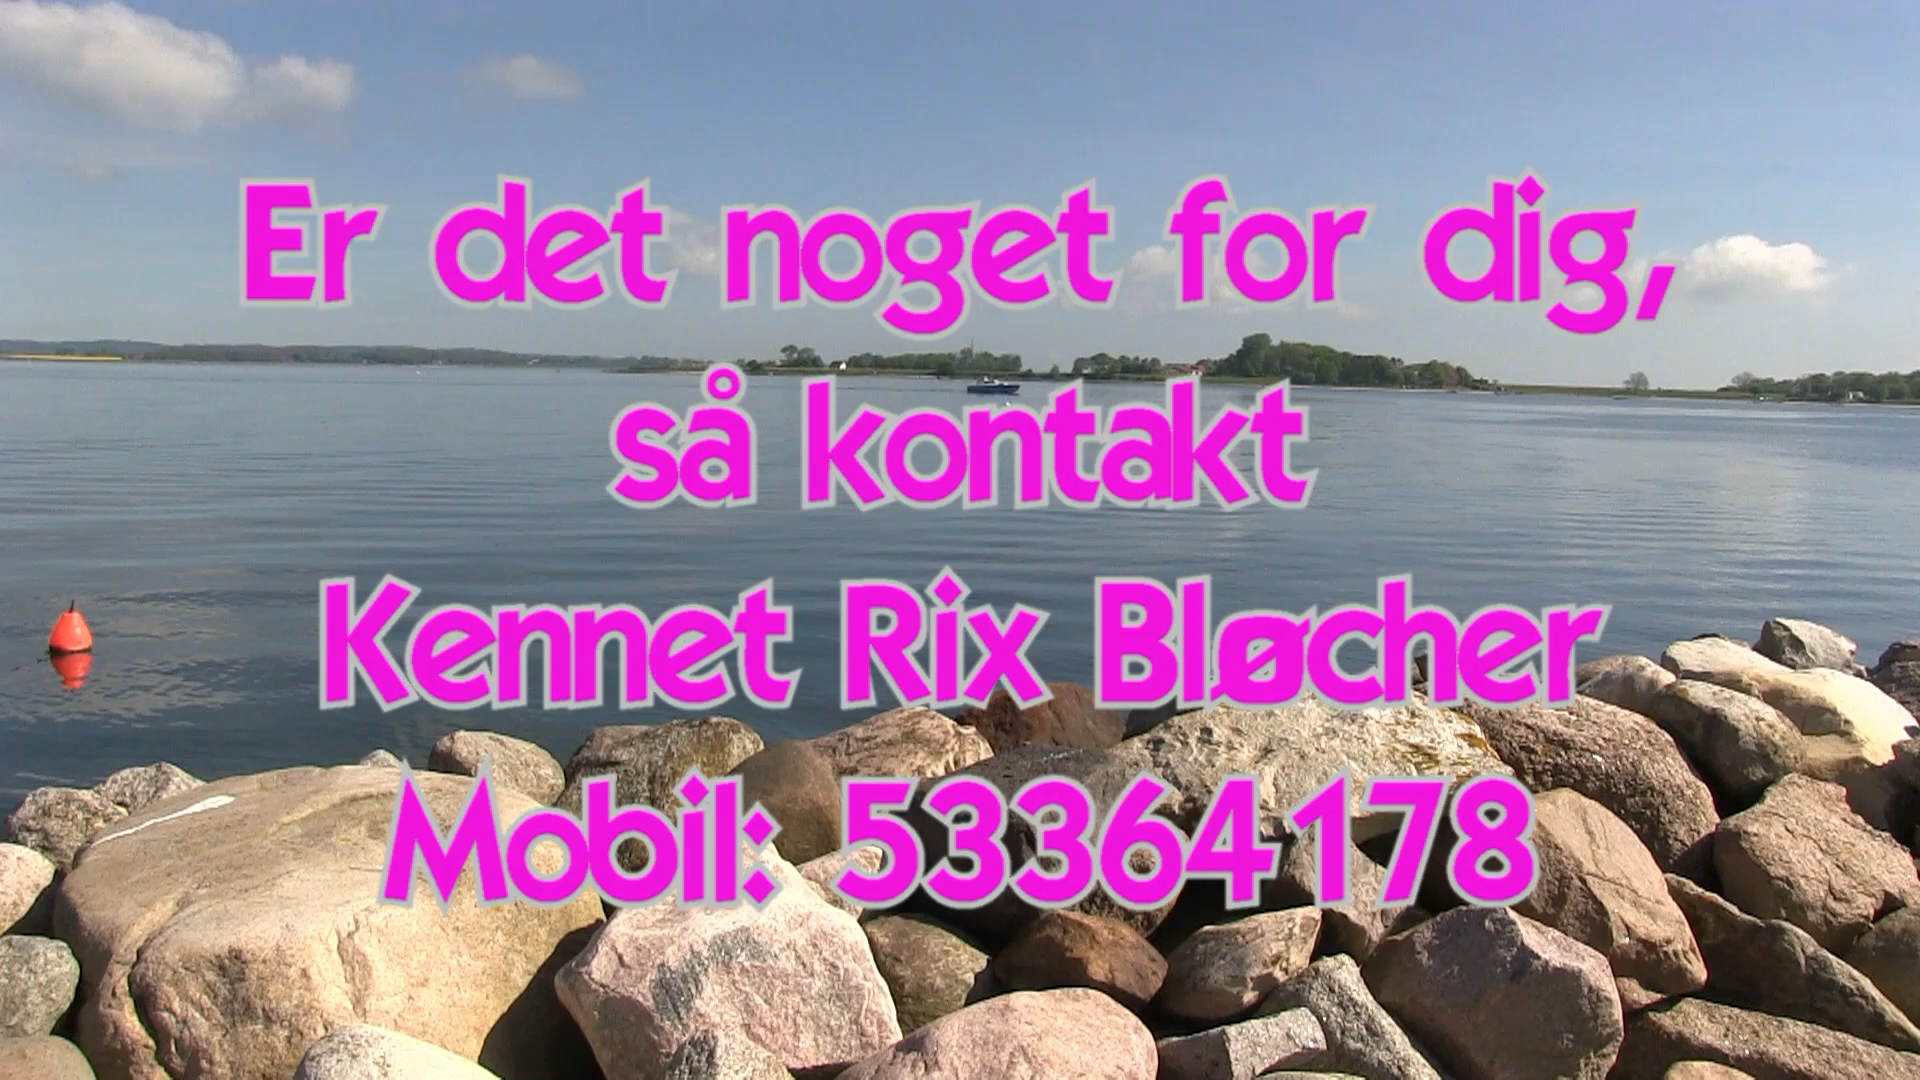 Er det noget for dig,
så kontakt
Kennet Rix Bløcher
Mobil: 53364178